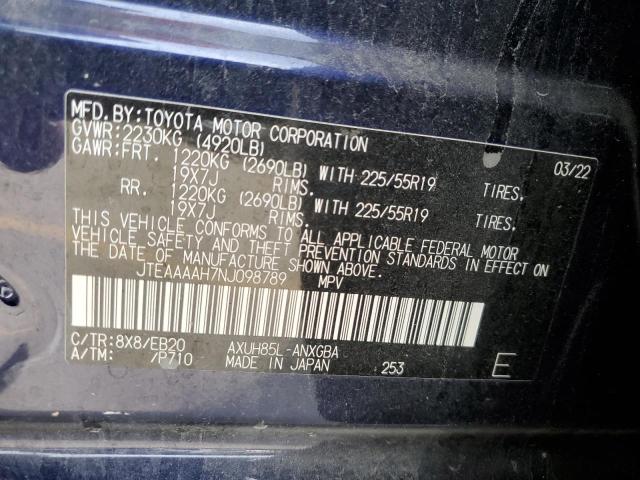 MFD. BY: TOYOTA MOTOR CORPORATION 03/22
GVWR: 2230KG (4920LB)
GAWR: FRT. 1220KG (2690LB) WITH 225/55R19 TIRES.
19X7J RIMS.
RR. 1220KG (2690LB) WITH 225/55R19 TIRES.
19X7J RIMS.
THIS VEHICLE CONFORMS TO ALL APPLICABLE FEDERAL MOTOR
VEHICLE SAFETY AND THEFT PREVENTION STANDARDS IN EFFECT ON
THE DATE OF MANUFACTURE SHOWN ABOVE.
JTEAAAAH7NJ098789 MPV
C/TR: 8X8/EB20 AXUH85L-ANXGBA
A/TM: /P710 MADE IN JAPAN 253 E